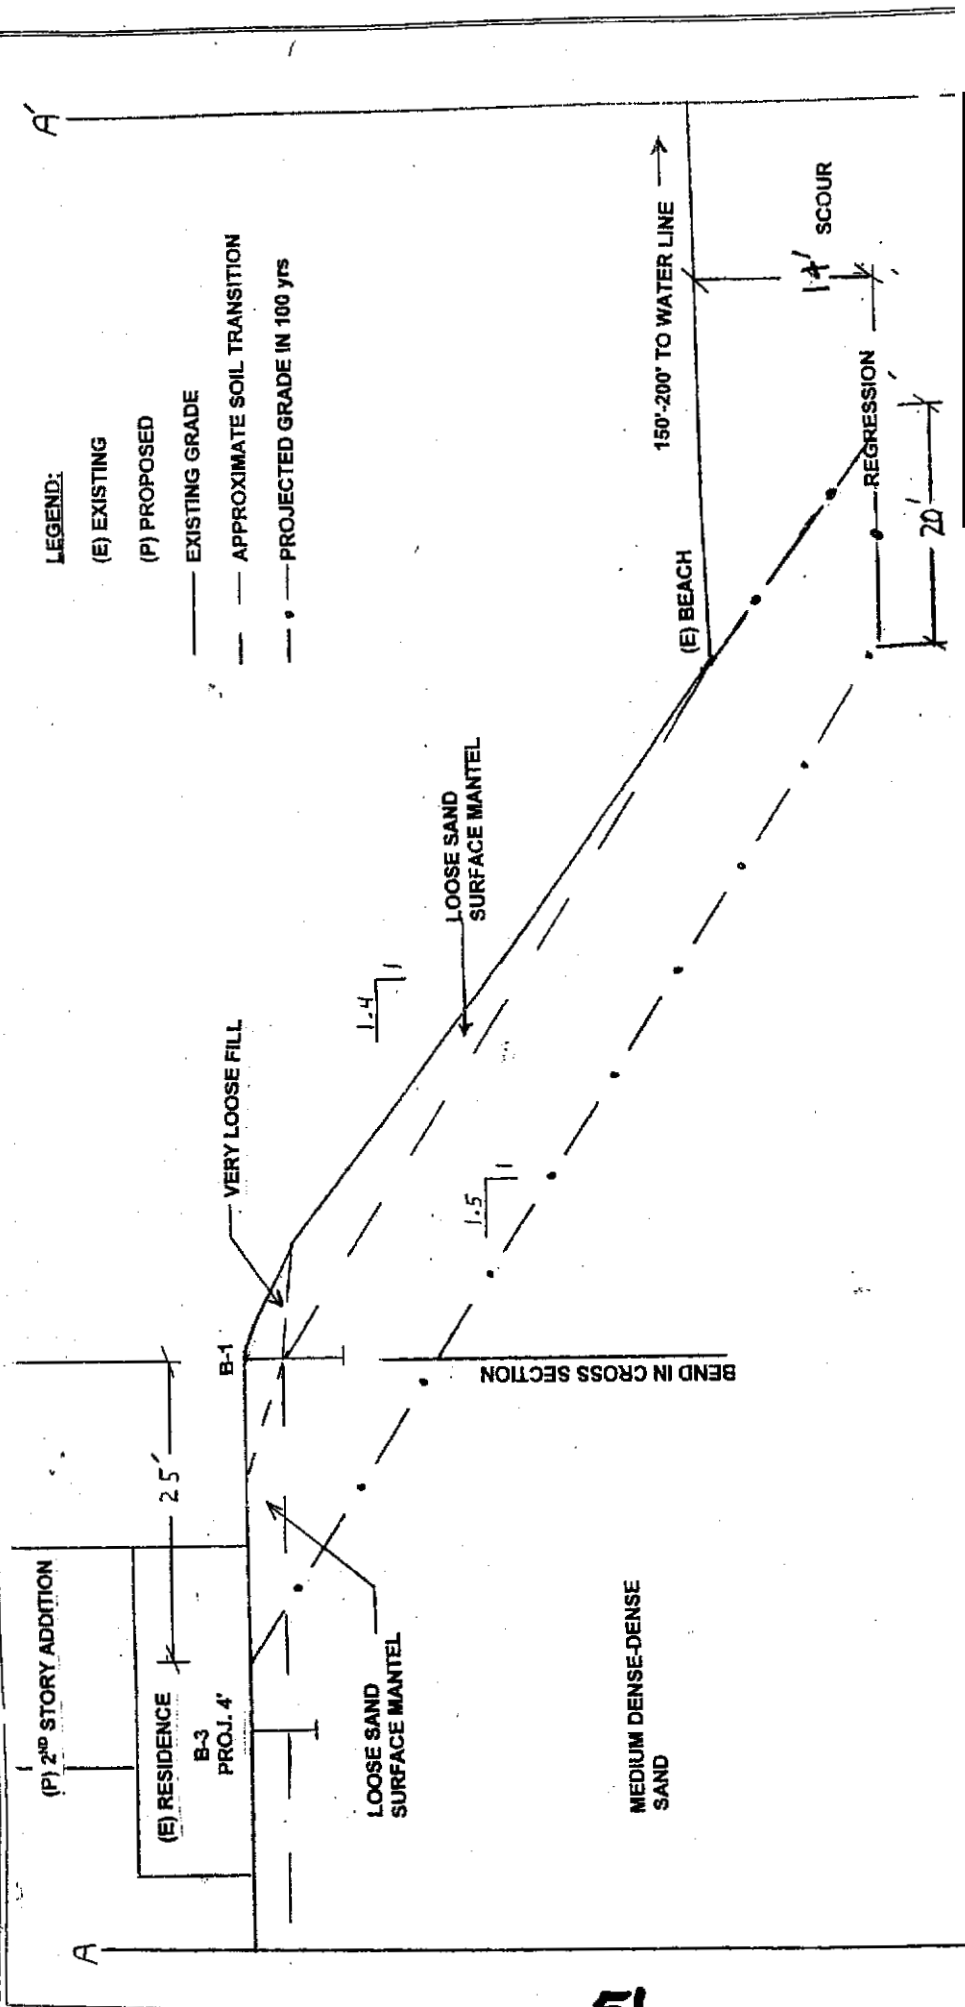 A
A'
(P) 2ND STORY ADDITION
(E) RESIDENCE
B-3
PROJ. 4'
25'
B-1
VERY LOOSE FILL
LEGEND:
(E) EXISTING
(P) PROPOSED
EXISTING GRADE
APPROXIMATE SOIL TRANSITION
PROJECTED GRADE IN 100 yrs
1.4
1
LOOSE SAND
SURFACE MANTEL
1.5
1
LOOSE SAND
SURFACE MANTEL
BEND IN CROSS SECTION
MEDIUM DENSE-DENSE
SAND
(E) BEACH
150'-200' TO WATER LINE
14'
SCOUR
REGRESSION
20'